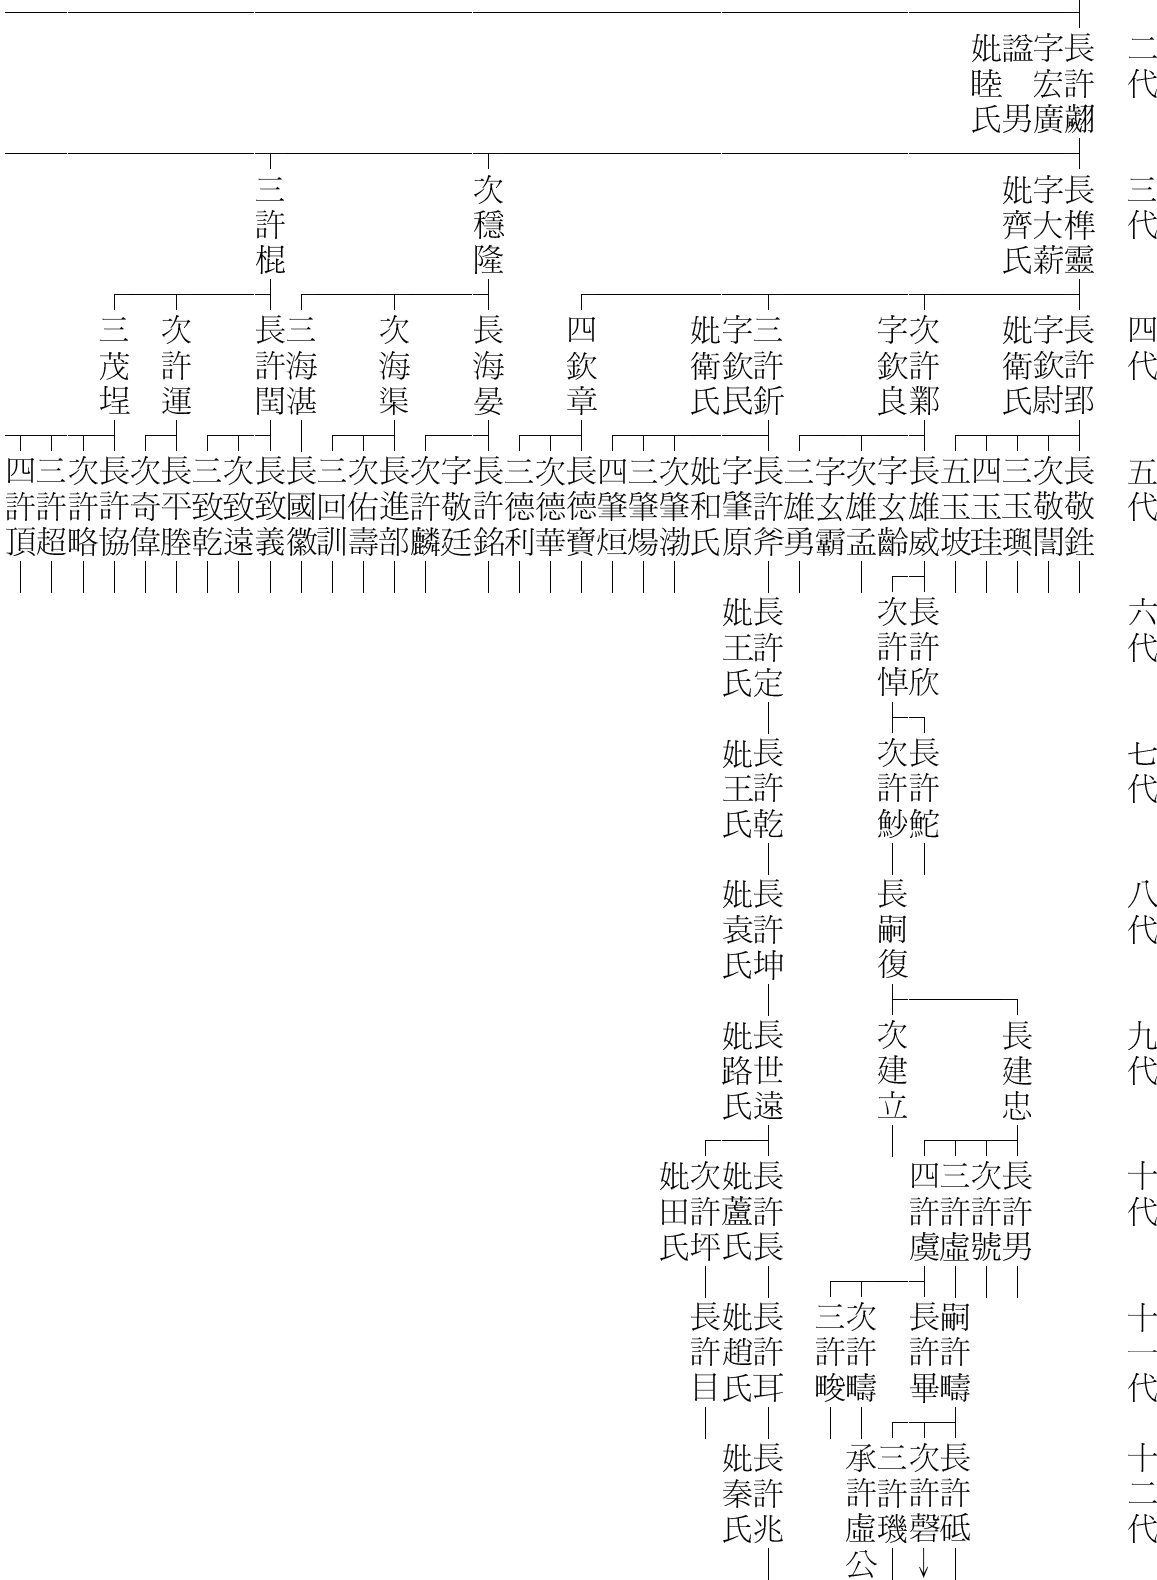 二代
長許翽
字宏廣
諡男
妣睦氏
三代
長榫靈
字大薪
妣齊氏
次穩隆
三許棍
四代
長許郢
字欽尉
妣衛氏
次許鄴
字欽良
三許釿
字欽民
妣衛氏
四欽章
長海晏
次海渠
三海湛
長許閏
次許運
三茂埕
五代
長敬銈
次敬誾
三玉璵
四玉珪
五玉坡
長雄威
字玄齡
次雄孟
字玄霸
三雄勇
長許斧
字肇原
妣和氏
次肇渤
三肇煬
四肇烜
長德寶
次德華
三德利
長許銘
字敬廷
次許麟
長進部
次佑壽
三回訓
長國徽
長致義
次致遠
三致乾
長平塍
次奇偉
長許協
次許略
三許超
四許頂
六代
長許欣
次許悼
長許定
妣王氏
七代
長許鮀
次許魦
長許乾
妣王氏
八代
長嗣復
長許坤
妣袁氏
九代
長建忠
次建立
長世遠
妣路氏
十代
長許男
次許號
三許虛
四許虞
長許長
妣蘆氏
次許坪
妣田氏
十一代
嗣許疇
長許畢
次許疇
三許畯
長許耳
妣趙氏
長許目
十二代
長許砥
次許磬
三許璣
承許虛公
長許兆
妣秦氏